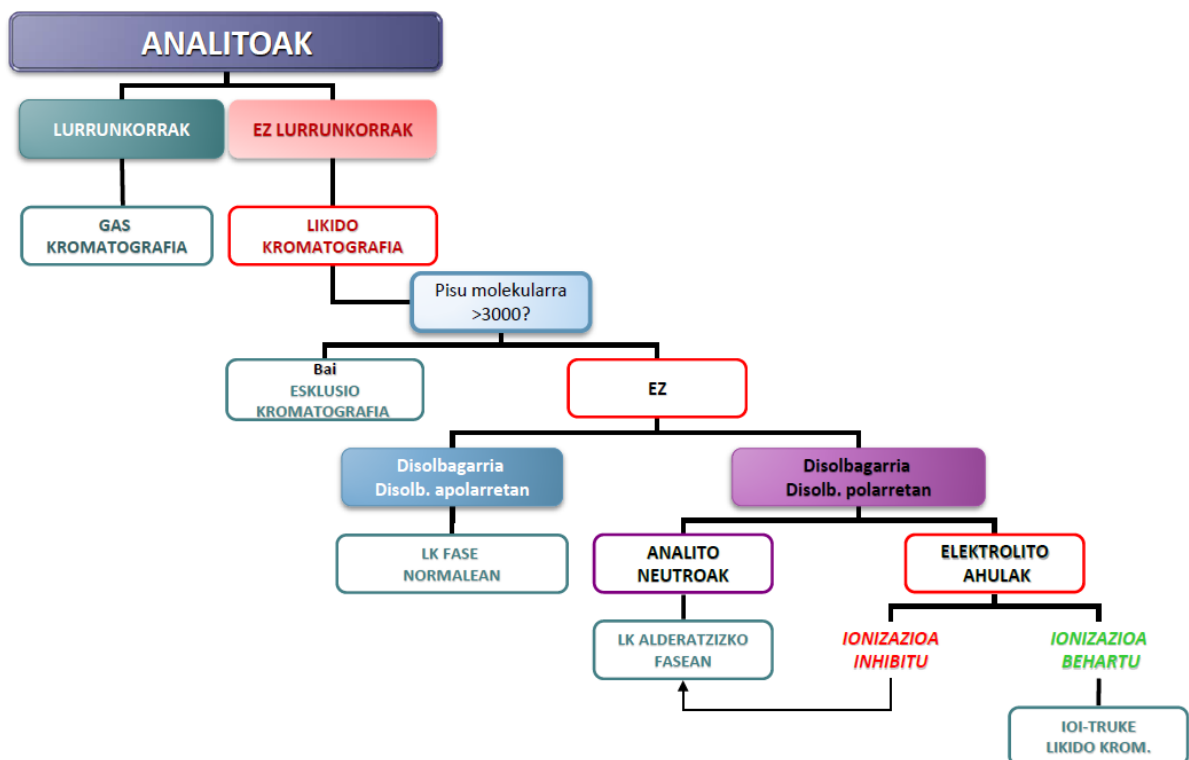 ANALITOAK
LURRUNKORRAK
EZ LURRUNKORRAK
GAS
KROMATOGRAFIA
LIKIDO
KROMATOGRAFIA
Pisu molekularra
>3000?
Bai
ESKLUSIO
KROMATOGRAFIA
EZ
Disolbagarria
Disolb. apolarretan
Disolbagarria
Disolb. polarretan
LK FASE
NORMALEAN
ANALITO
NEUTROAK
ELEKTROLITO
AHULAK
LK ALDERATZIZKO
FASEAN
IONIZAZIOA
INHIBITU
IONIZAZIOA
BEHARTU
IOI-TRUKE
LIKIDO KROM.